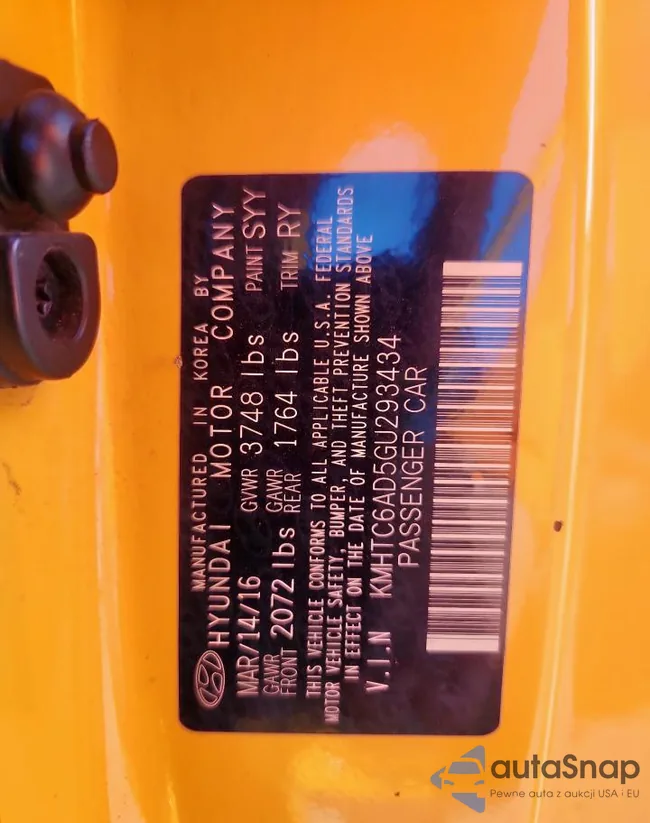 MANUFACTURED IN KOREA BY
HYUNDAI MOTOR COMPANY
MAR/14/16 GVWR 3748 lbs PAINT SYY
GAWR FRONT 2072 lbs GAWR REAR 1764 lbs TRIM RY
THIS VEHICLE CONFORMS TO ALL APPLICABLE U.S.A. FEDERAL
MOTOR VEHICLE SAFETY, BUMPER, AND THEFT PREVENTION STANDARDS
IN EFFECT ON THE DATE OF MANUFACTURE SHOWN ABOVE
V.I.N KMHTC6AD5GU293434
PASSENGER CAR
autaSnap
Pewne auta z aukcji USA i EU